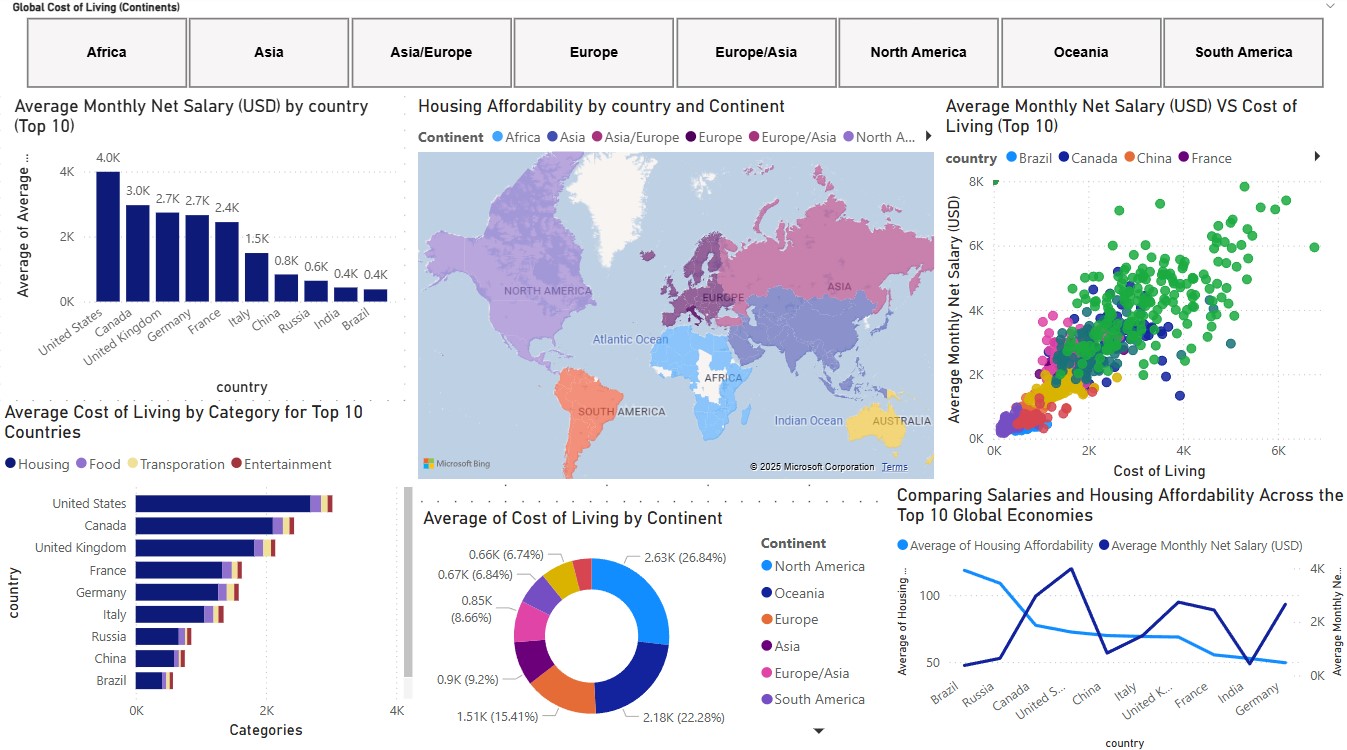 Global Cost of Living (Continents)
Africa
Asia
Asia/Europe
Europe
Europe/Asia
North America
Oceania
South America
Average Monthly Net Salary (USD) by country
(Top 10)
Average of Average ...
4K
2K
0K
4.0K
3.0K
2.7K
2.7K
2.4K
1.5K
0.8K
0.6K
0.4K
0.4K
United States
Canada
United Kingdom
Germany
France
Italy
China
Russia
India
Brazil
country
Housing Affordability by country and Continent
Continent
Africa
Asia
Asia/Europe
Europe
Europe/Asia
North A...
NORTH AMERICA
EUROPE
ASIA
Atlantic Ocean
AFRICA
SOUTH AMERICA
Indian Ocean
AUSTRALIA
Microsoft Bing
© 2025 Microsoft Corporation Terms
Average Monthly Net Salary (USD) VS Cost of
Living (Top 10)
country
Brazil
Canada
China
France
Average Monthly Net Salary (USD)
8K
6K
4K
2K
0K
0K
2K
4K
6K
Cost of Living
Average Cost of Living by Category for Top 10
Countries
Housing
Food
Transporation
Entertainment
country
United States
Canada
United Kingdom
France
Germany
Italy
Russia
China
Brazil
0K
2K
4K
Categories
Average of Cost of Living by Continent
0.66K (6.74%)
0.67K (6.84%)
0.85K
(8.66%)
0.9K (9.2%)
1.51K (15.41%)
2.63K (26.84%)
2.18K (22.28%)
Continent
North America
Oceania
Europe
Asia
Europe/Asia
South America
Comparing Salaries and Housing Affordability Across the
Top 10 Global Economies
Average of Housing Affordability
Average Monthly Net Salary (USD)
Average of Housing ...
100
50
4K
2K
0K
Average Monthly Ne...
Brazil
Russia
Canada
United S...
China
Italy
United K...
France
India
Germany
country